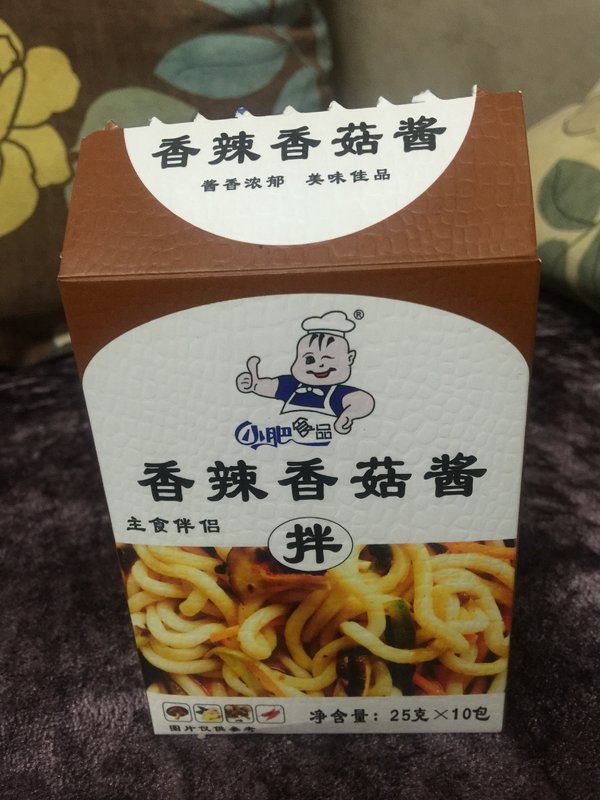 香辣香菇酱
酱香浓郁 美味佳品
®
小肥食品
香辣香菇酱
主食伴侣
拌
净含量：25克×10包
图片仅供参考